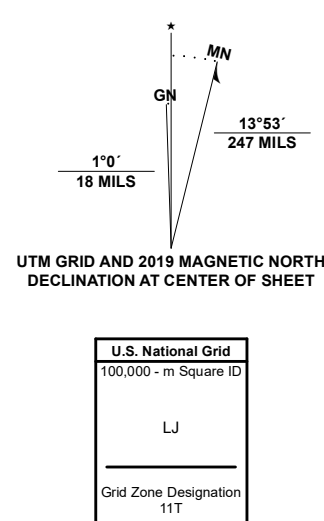 ★
MN
GN
13°53´
247 MILS
1°0´
18 MILS
UTM GRID AND 2019 MAGNETIC NORTH
DECLINATION AT CENTER OF SHEET
U.S. National Grid
100,000 - m Square ID
LJ
Grid Zone Designation
11T